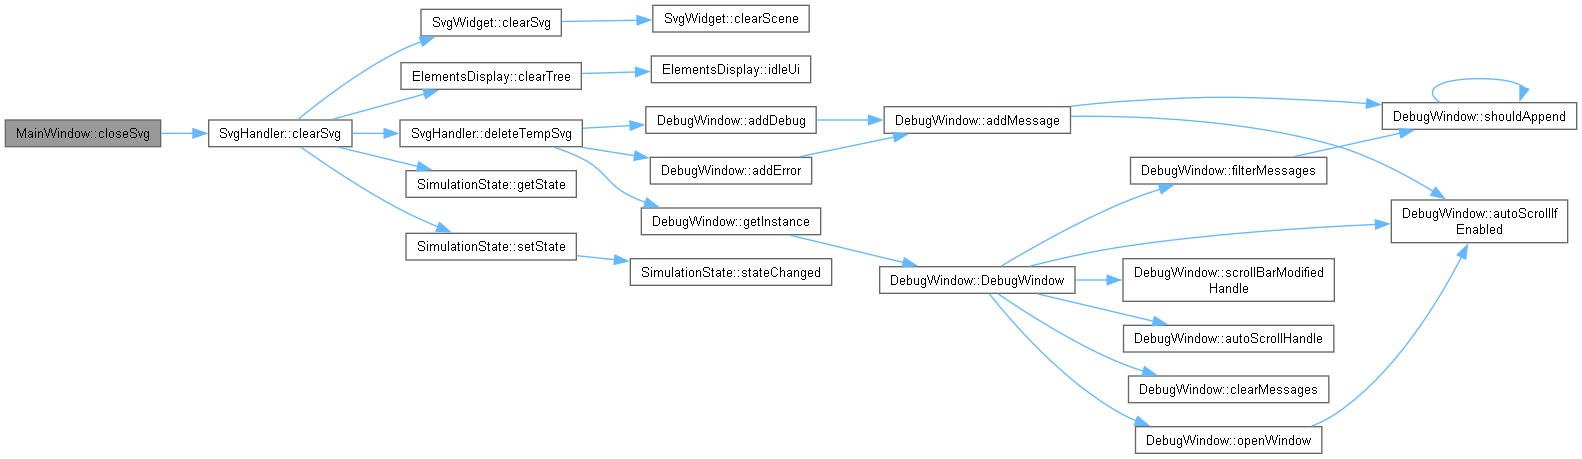 MainWindow::closeSvg
SvgHandler::clearSvg
SvgWidget::clearSvg
SvgWidget::clearScene
ElementsDisplay::clearTree
ElementsDisplay::idleUi
SvgHandler::deleteTempSvg
DebugWindow::addDebug
DebugWindow::addError
DebugWindow::getInstance
SimulationState::getState
SimulationState::setState
SimulationState::stateChanged
DebugWindow::addMessage
DebugWindow::DebugWindow
DebugWindow::filterMessages
DebugWindow::shouldAppend
DebugWindow::autoScrollIf
Enabled
DebugWindow::scrollBarModified
Handle
DebugWindow::autoScrollHandle
DebugWindow::clearMessages
DebugWindow::openWindow